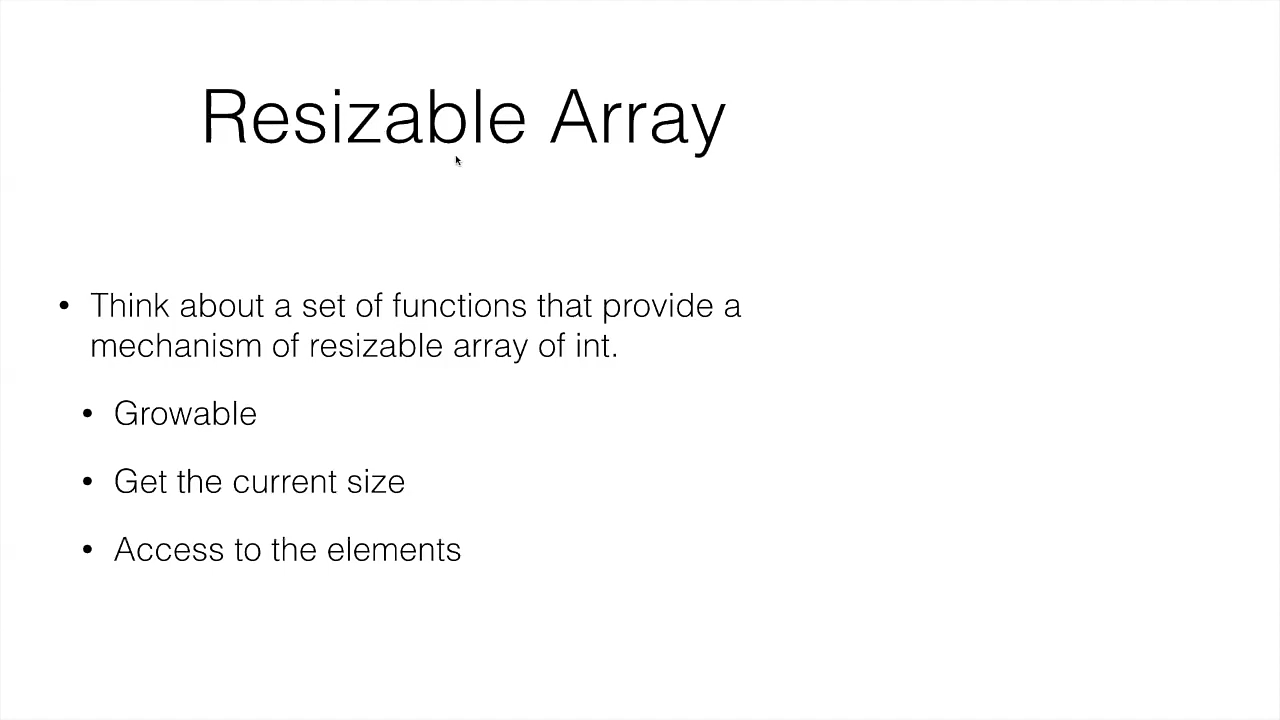 Resizable Array
• Think about a set of functions that provide a
mechanism of resizable array of int.
• Growable
• Get the current size
• Access to the elements